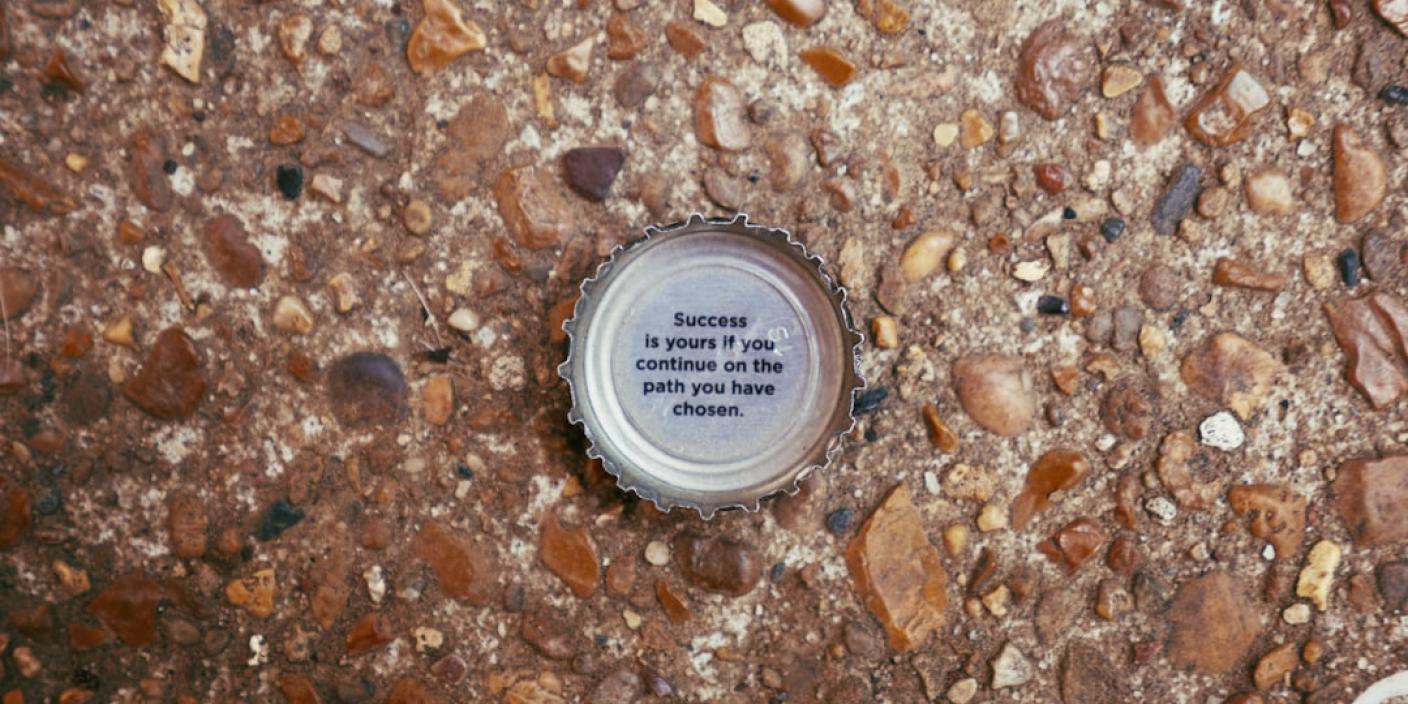 Success
is yours if you
continue on the
path you have
chosen.